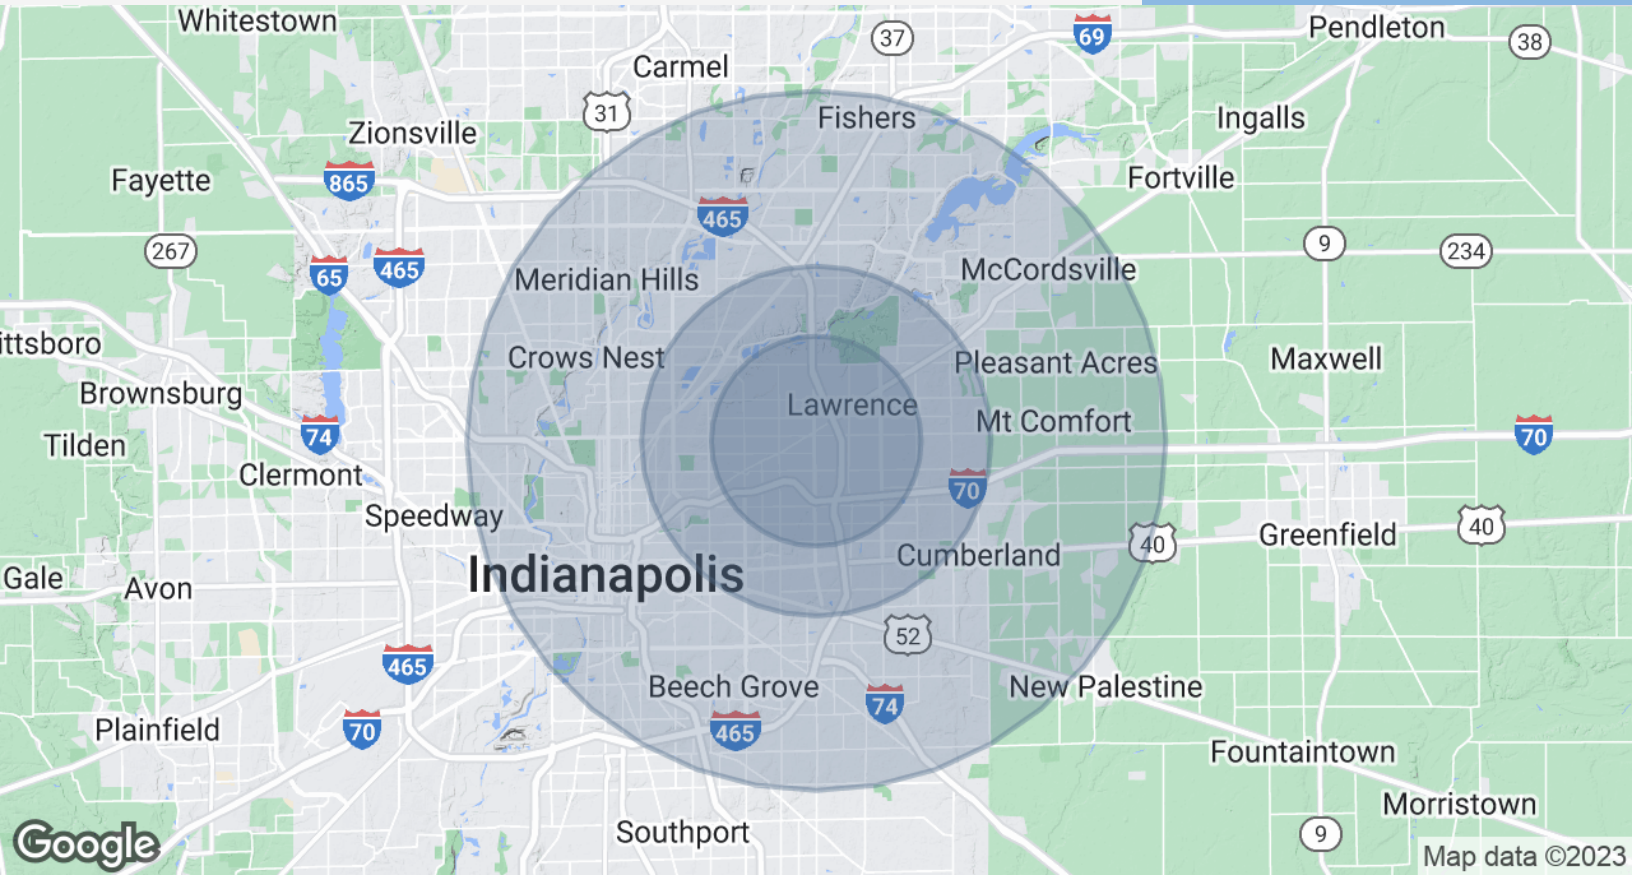 Whitestown
Pendleton
37
69
38
Carmel
31
Fishers
Ingalls
Zionsville
865
Fayette
Fortville
465
267
9
234
65
465
Meridian Hills
McCordsville
ittsboro
Crows Nest
Pleasant Acres
Maxwell
Brownsburg
Lawrence
Mt Comfort
74
70
Tilden
Clermont
70
Speedway
40
Greenfield
40
Cumberland
Indianapolis
Gale
Avon
52
465
Beech Grove
New Palestine
74
Plainfield
70
465
Fountaintown
Morristown
Southport
9
Google
Map data ©2023